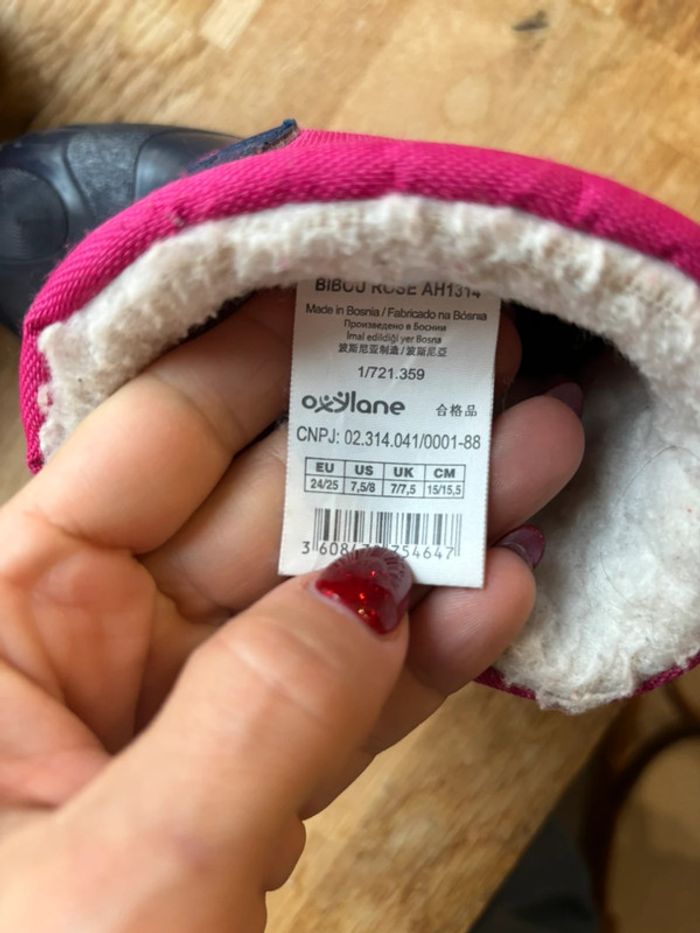 BIBOU ROSE AH1314
Made in Bosnia / Fabricado na Bósnia
Произведено в Боснии
İmal edildiği yer Bosna
波斯尼亚制造/波斯尼亞
1/721.359
oxylane 合格品
CNPJ: 02.314.041/0001-88
EU US UK CM
24/25 7,5/8 7/7,5 15/15,5
354647